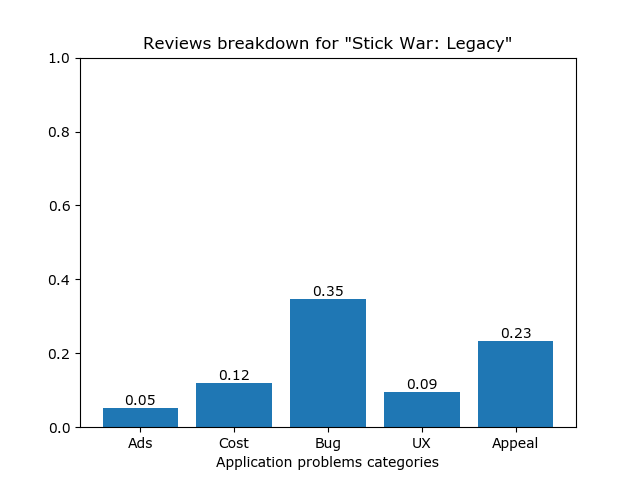 Reviews breakdown for "Stick War: Legacy"
1.0
0.8
0.6
0.4
0.2
0.0
0.05
0.12
0.35
0.09
0.23
Ads
Cost
Bug
UX
Appeal
Application problems categories